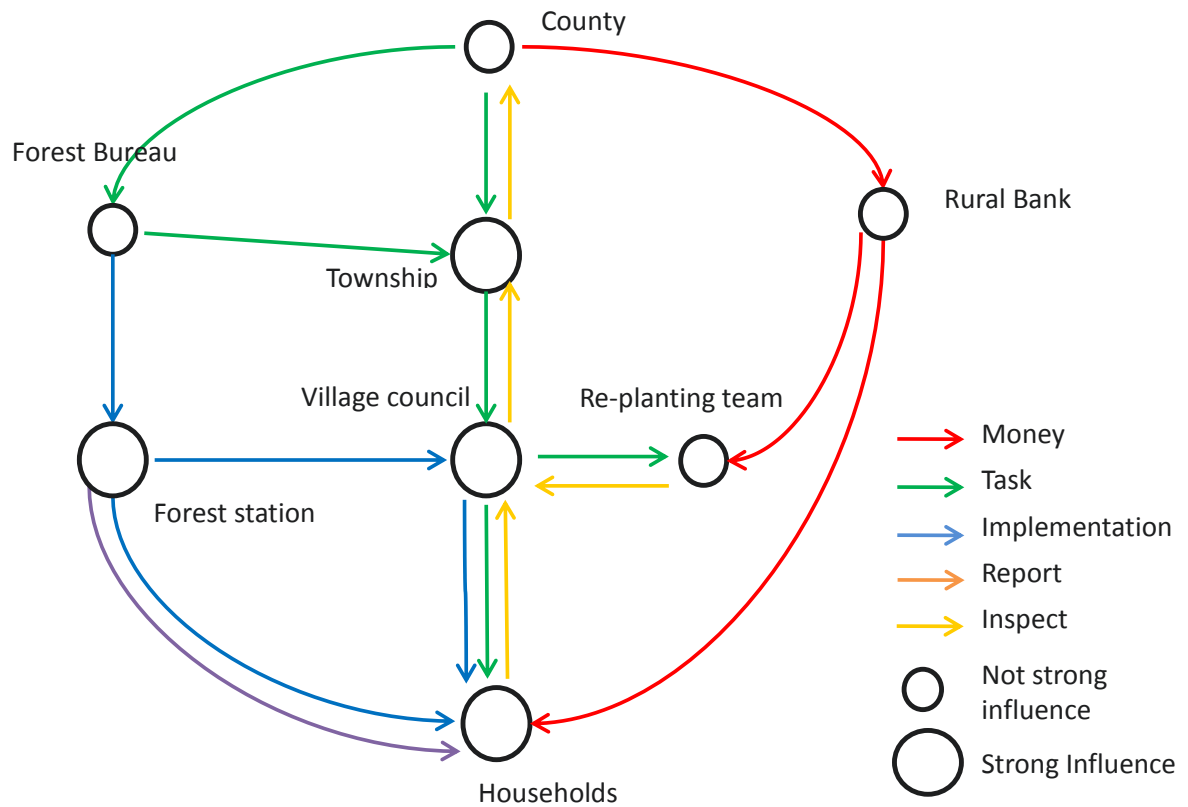 County
Forest Bureau
Rural Bank
Township
Village council
Re-planting team
Forest station
Households
Money
Task
Implementation
Report
Inspect
Not strong
influence
Strong Influence